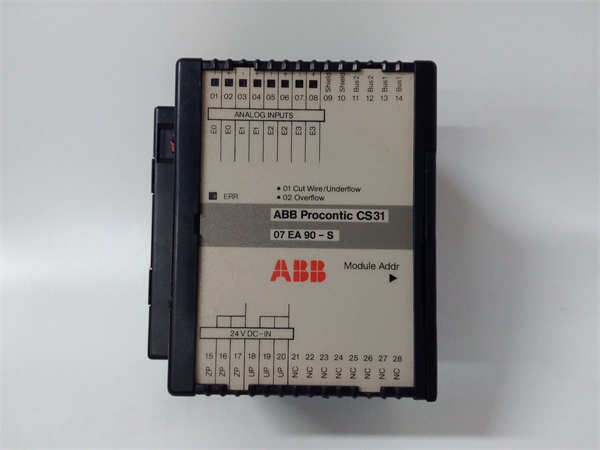 + - + - + - + -
01 02 03 04 05 06 07 08 09 10 11 12 13 14
Shield Shield Bus2 Bus2 Bus1 Bus1
ANALOG INPUTS
E0 E0 E1 E1 E2 E2 E3 E3
ERR
• 01 Cut Wire/Underflow
• 02 Overflow
ABB Procontic CS31
07 EA 90 – S
ABB
Module Addr
24 V DC–IN
15 16 17 18 19 20 21 22 23 24 25 26 27 28
ZP ZP ZP UP UP UP NC NC NC NC NC NC NC NC